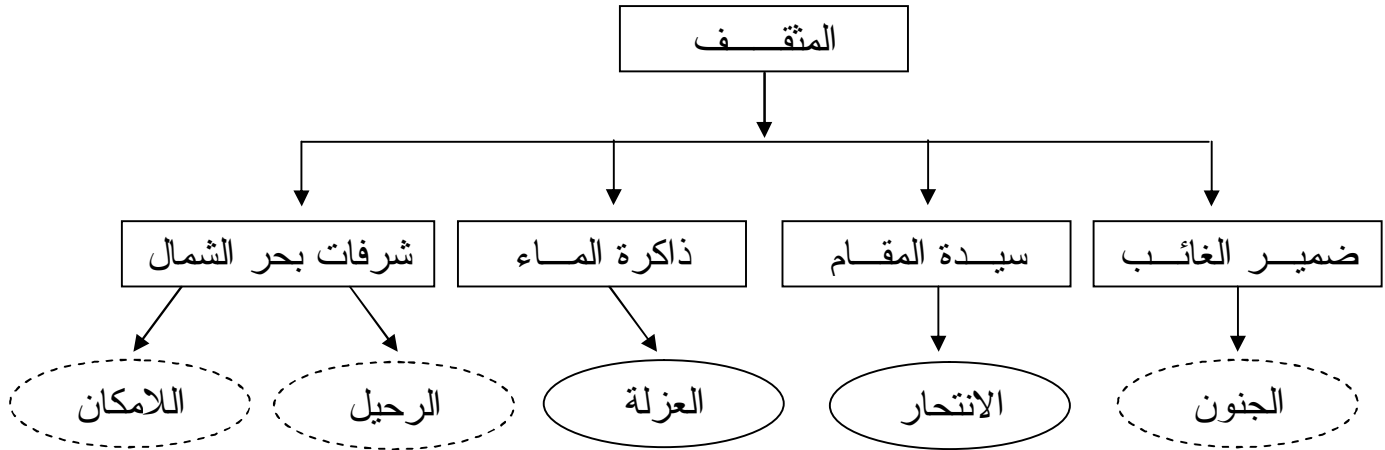 المثقف
ضمير الغائب سيدة المقام ذاكرة الماء شرفات بحر الشمال
الجنون الانتحار العزلة الرحيل اللامكان